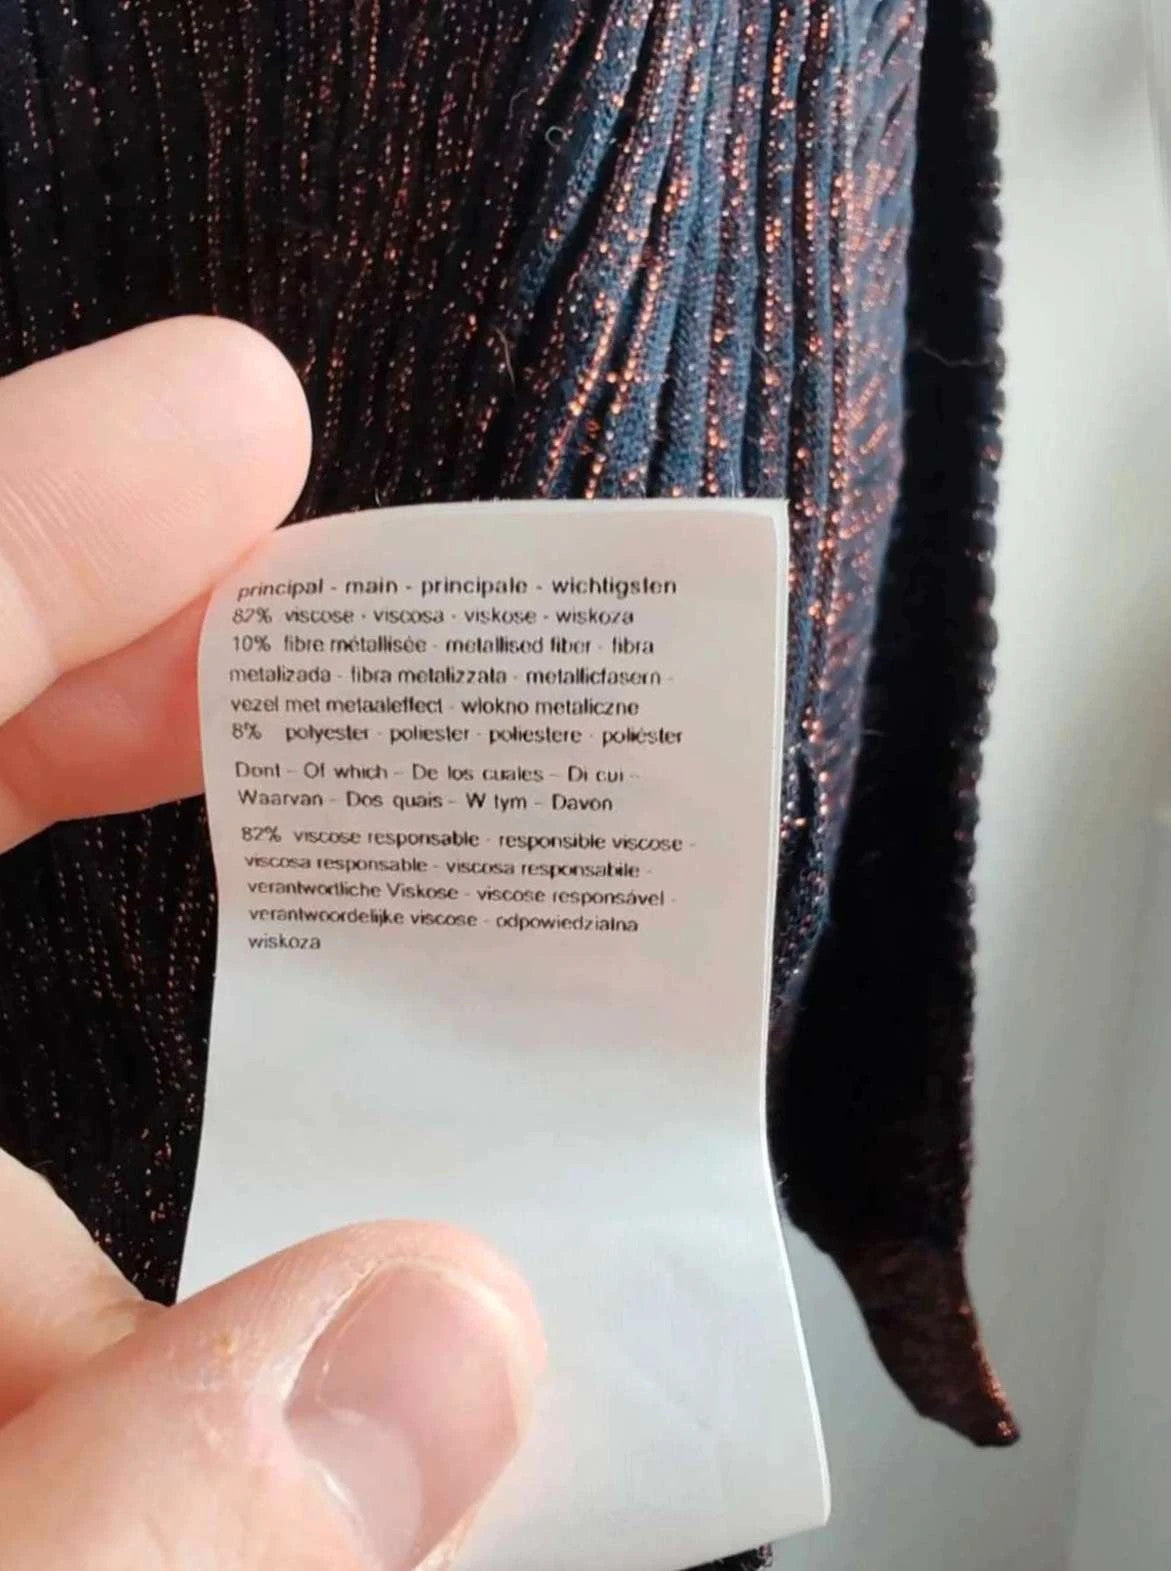 principal - main - principale - wichtigsten
82% viscose - viscosa - viskose - wiskoza
10% fibre métallisée - metallised fiber - fibra
metalizada - fibra metalizzata - metallicfasern -
vezel met metaaleffect - wlokno metaliczne
8% polyester - poliester - poliestere - poliéster
Dont – Of which – De los cuales – Di cui –
Waarvan – Dos quais – W tym – Davon
82% viscose responsable - responsible viscose -
viscosa responsable - viscosa responsabile -
verantwortliche Viskose - viscose responsável -
verantwoordelijke viscose - odpowiedzialna
wiskoza